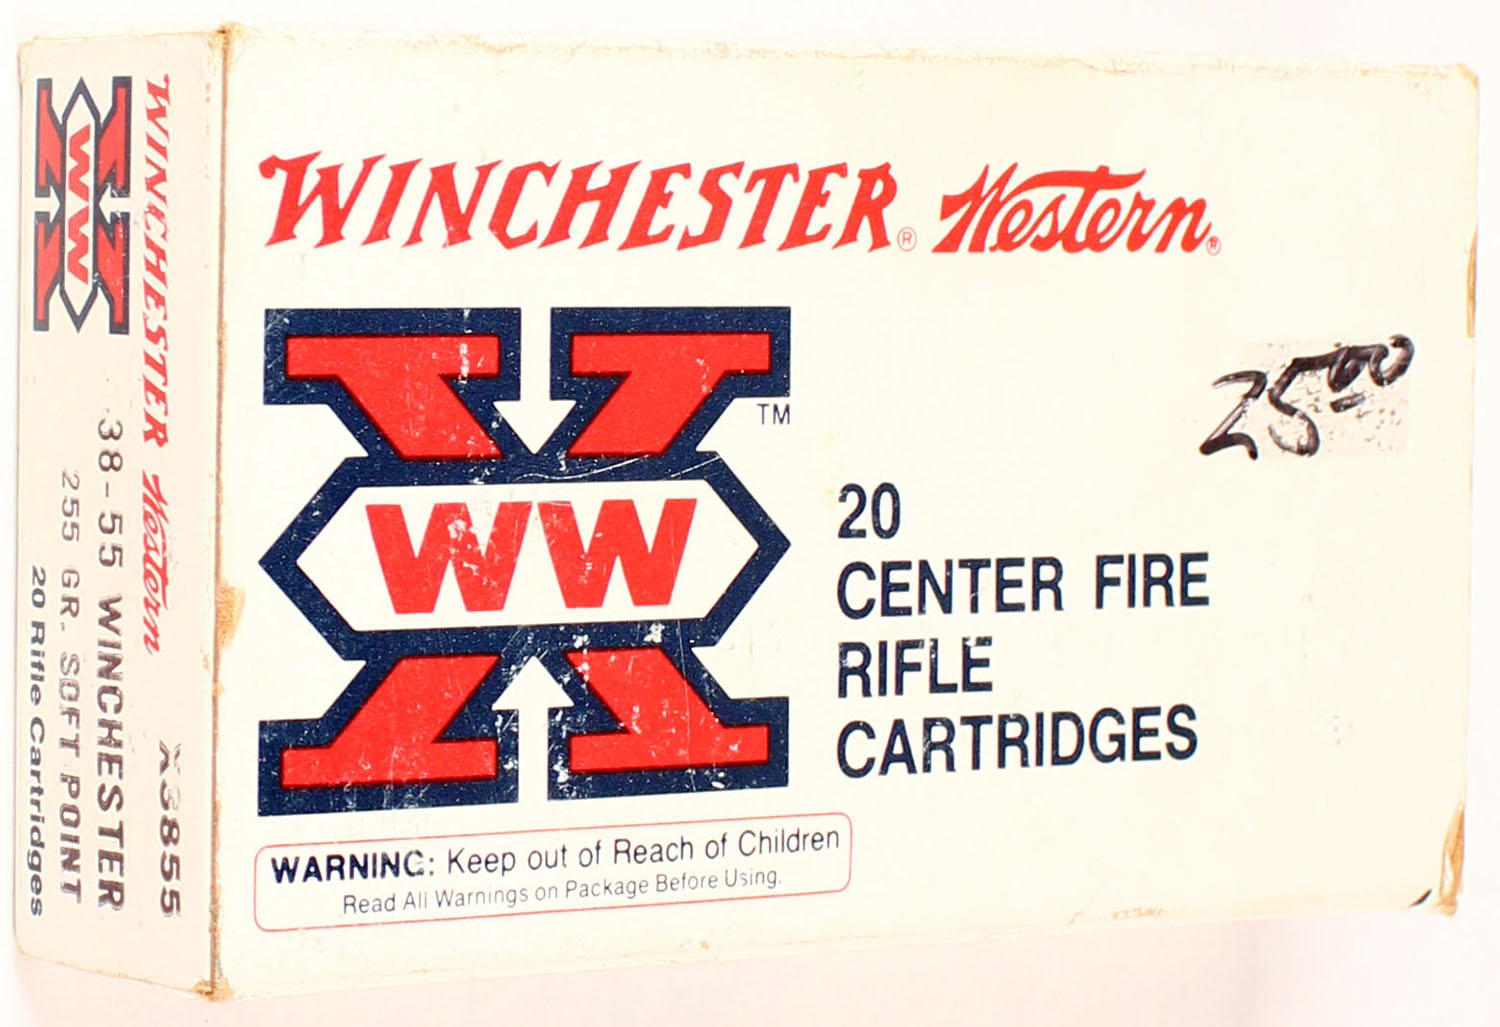 WINCHESTER® Western®
WW
TM
25.00
20
CENTER FIRE
RIFLE
CARTRIDGES
WARNING: Keep out of Reach of Children
Read All Warnings on Package Before Using.
WW
WINCHESTER Western X3855
38-55 WINCHESTER
255 GR. SOFT POINT
20 Rifle Cartridges